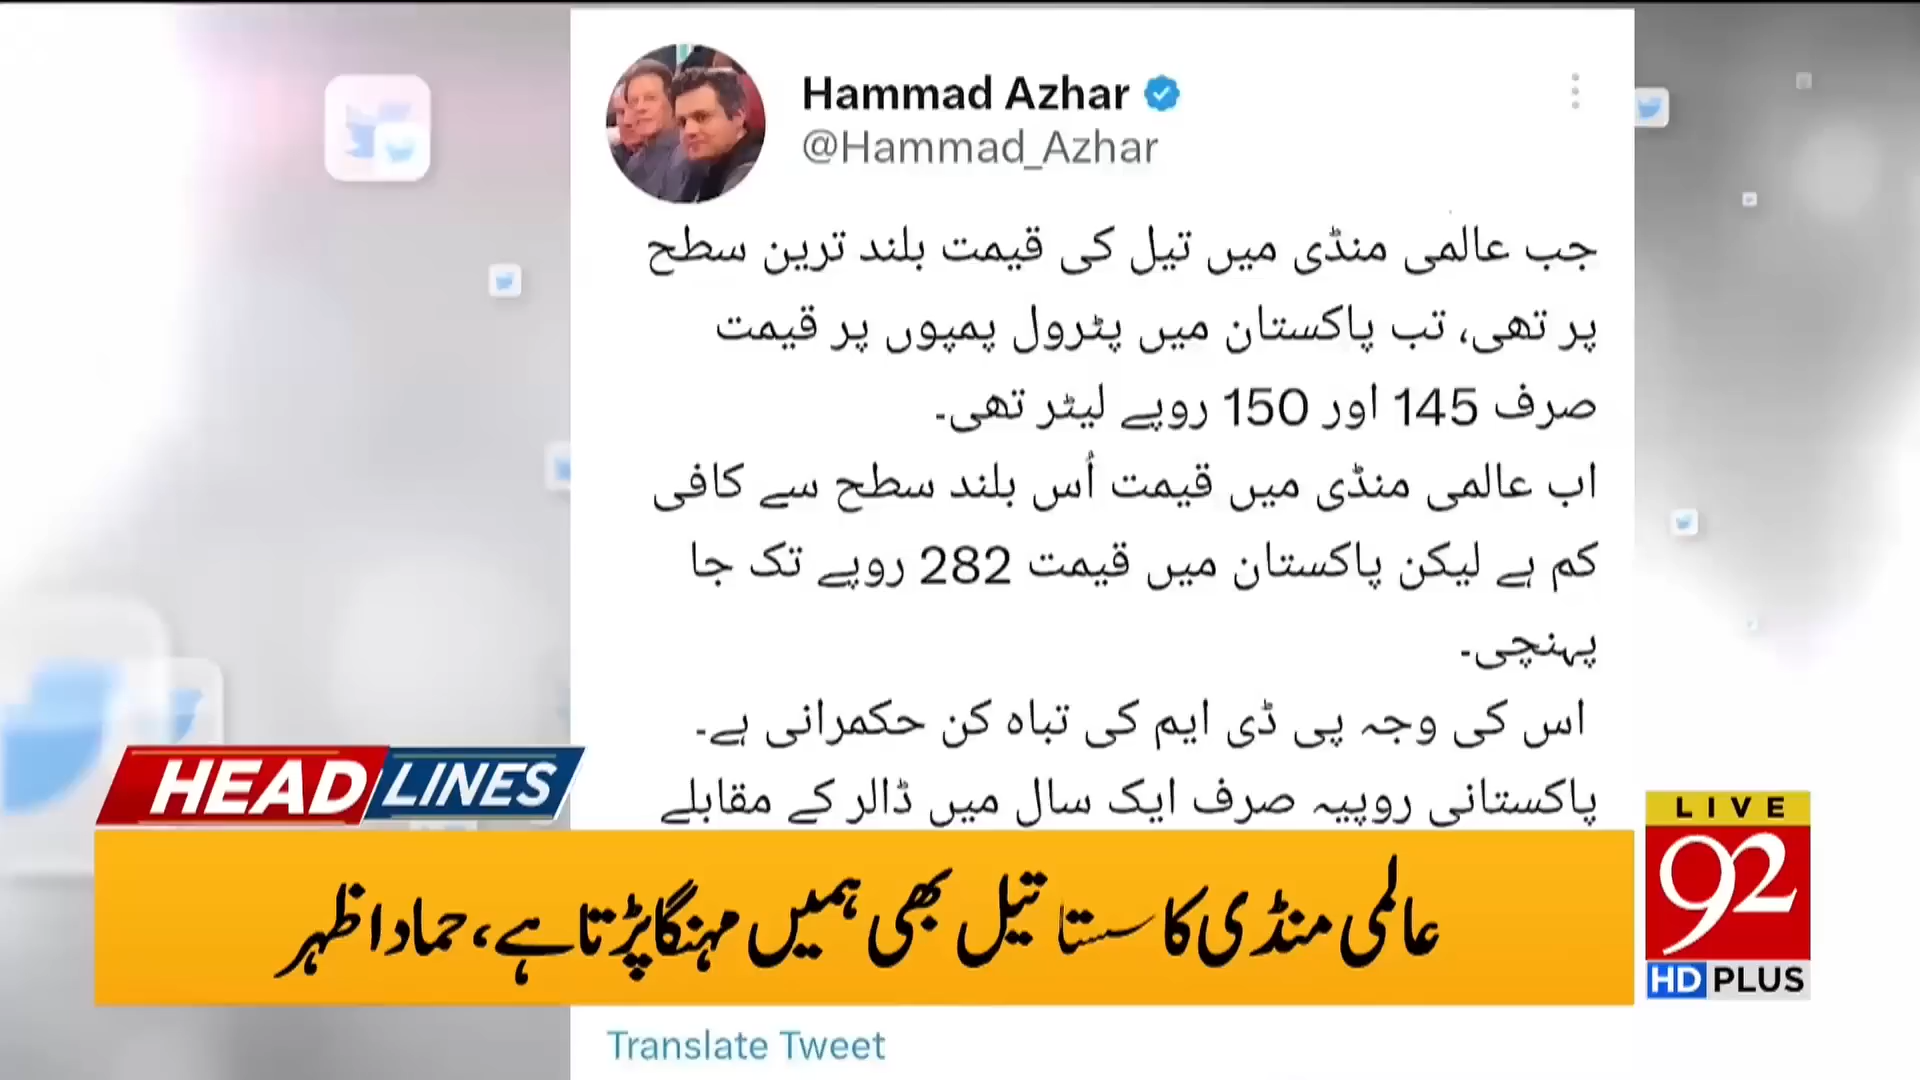 Hammad Azhar
@Hammad_Azhar
جب عالمی منڈی میں تیل کی قیمت بلند ترین سطح
پر تھی، تب پاکستان میں پٹرول پمپوں پر قیمت
صرف 145 اور 150 روپے لیٹر تھی۔
اب عالمی منڈی میں قیمت اُس بلند سطح سے کافی
کم ہے لیکن پاکستان میں قیمت 282 روپے تک جا
پہنچی۔
اس کی وجہ پی ڈی ایم کی تباہ کن حکمرانی ہے۔
پاکستانی روپیہ صرف ایک سال میں ڈالر کے مقابلے
HEADLINES
عالمی منڈی کا سستا تیل بھی ہمیں مہنگا پڑتا ہے، حماد اظہر
LIVE
92
HD PLUS
Translate Tweet